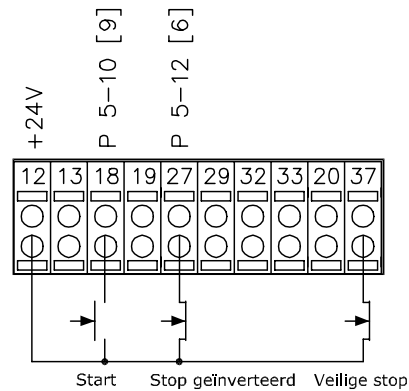 +24V
P 5-10 [9]
P 5-12 [6]
12 13 18 19 27 29 32 33 20 37
Start Stop geïnverteerd Veilige stop